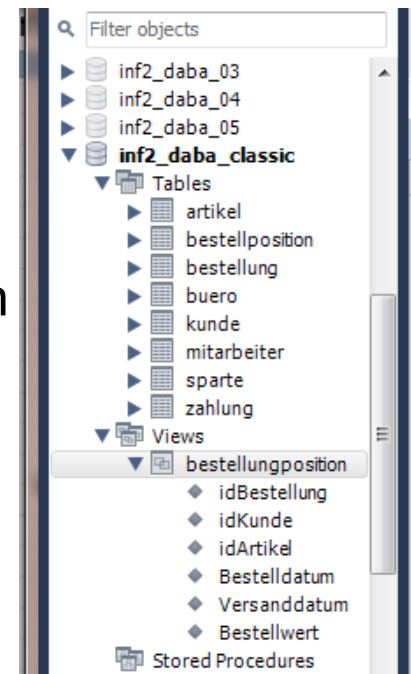 Filter objects
inf2_daba_03
inf2_daba_04
inf2_daba_05
inf2_daba_classic
Tables
artikel
bestellposition
bestellung
buero
kunde
mitarbeiter
sparte
zahlung
Views
bestellungposition
idBestellung
idKunde
idArtikel
Bestelldatum
Versanddatum
Bestellwert
Stored Procedures